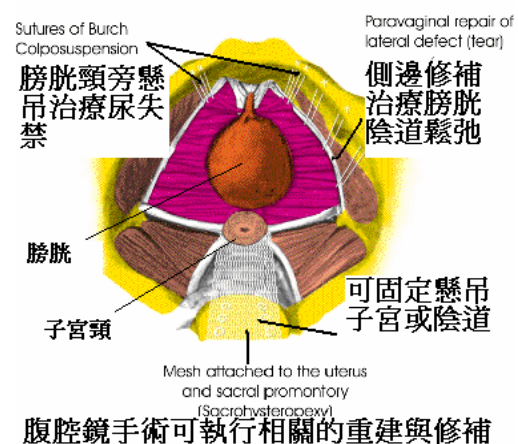 Sutures of Burch
Colposuspension
膀胱頸旁懸
吊治療尿失
禁
Paravaginal repair of
lateral defect (tear)
側邊修補
治療膀胱
陰道鬆弛
膀胱
子宮頸
可固定懸吊
子宮或陰道
Mesh attached to the uterus
and sacral promontory
(Sacrohysteropexy)
腹腔鏡手術可執行相關的重建與修補